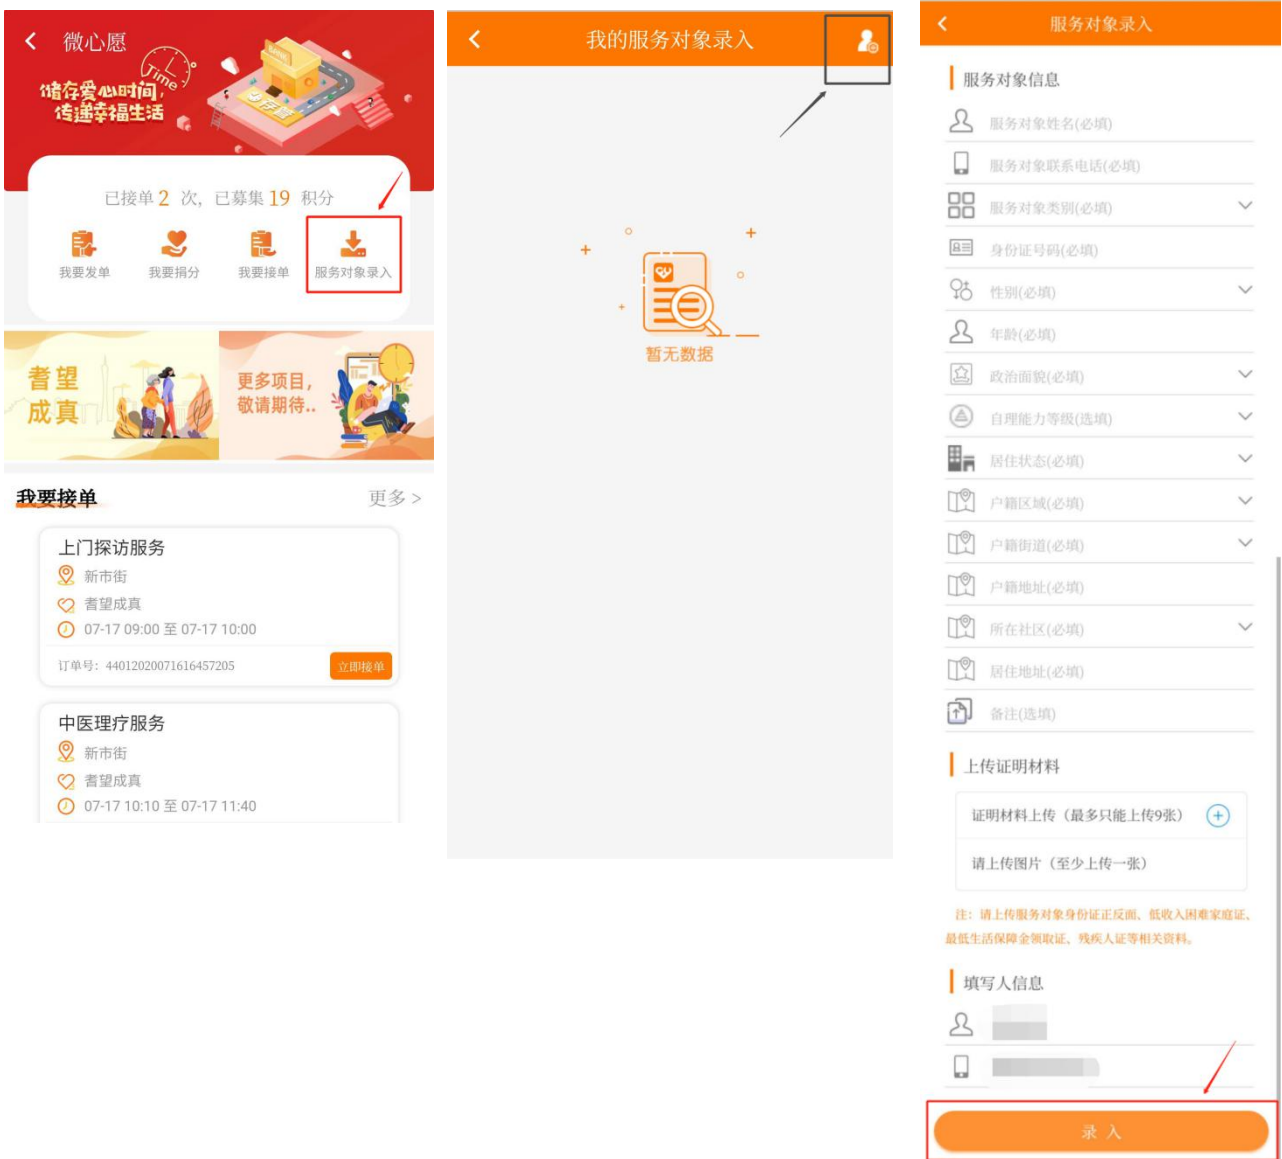 微心愿
Time
储存爱心时间,
传递幸福生活
BANK
时间存管
已接单 2 次, 已募集 19 积分
我要发单
我要捐分
我要接单
服务对象录入
耆望
成真
更多项目,
敬请期待..
我要接单
更多 >
上门探访服务
新市街
耆望成真
07-17 09:00 至 07-17 10:00
订单号: 44012020071616457205
立即接单
中医理疗服务
新市街
耆望成真
07-17 10:10 至 07-17 11:40
我的服务对象录入
暂无数据
服务对象录入
服务对象信息
服务对象姓名(必填)
服务对象联系电话(必填)
服务对象类别(必填)
身份证号码(必填)
性别(必填)
年龄(必填)
政治面貌(必填)
自理能力等级(选填)
居住状态(必填)
户籍区域(必填)
户籍街道(必填)
户籍地址(必填)
所在社区(必填)
居住地址(必填)
备注(选填)
上传证明材料
证明材料上传（最多只能上传9张）
请上传图片（至少上传一张）
注: 请上传服务对象身份证正反面、低收入困难家庭证、
最低生活保障金领取证、残疾人证等相关资料。
填写人信息
录 入